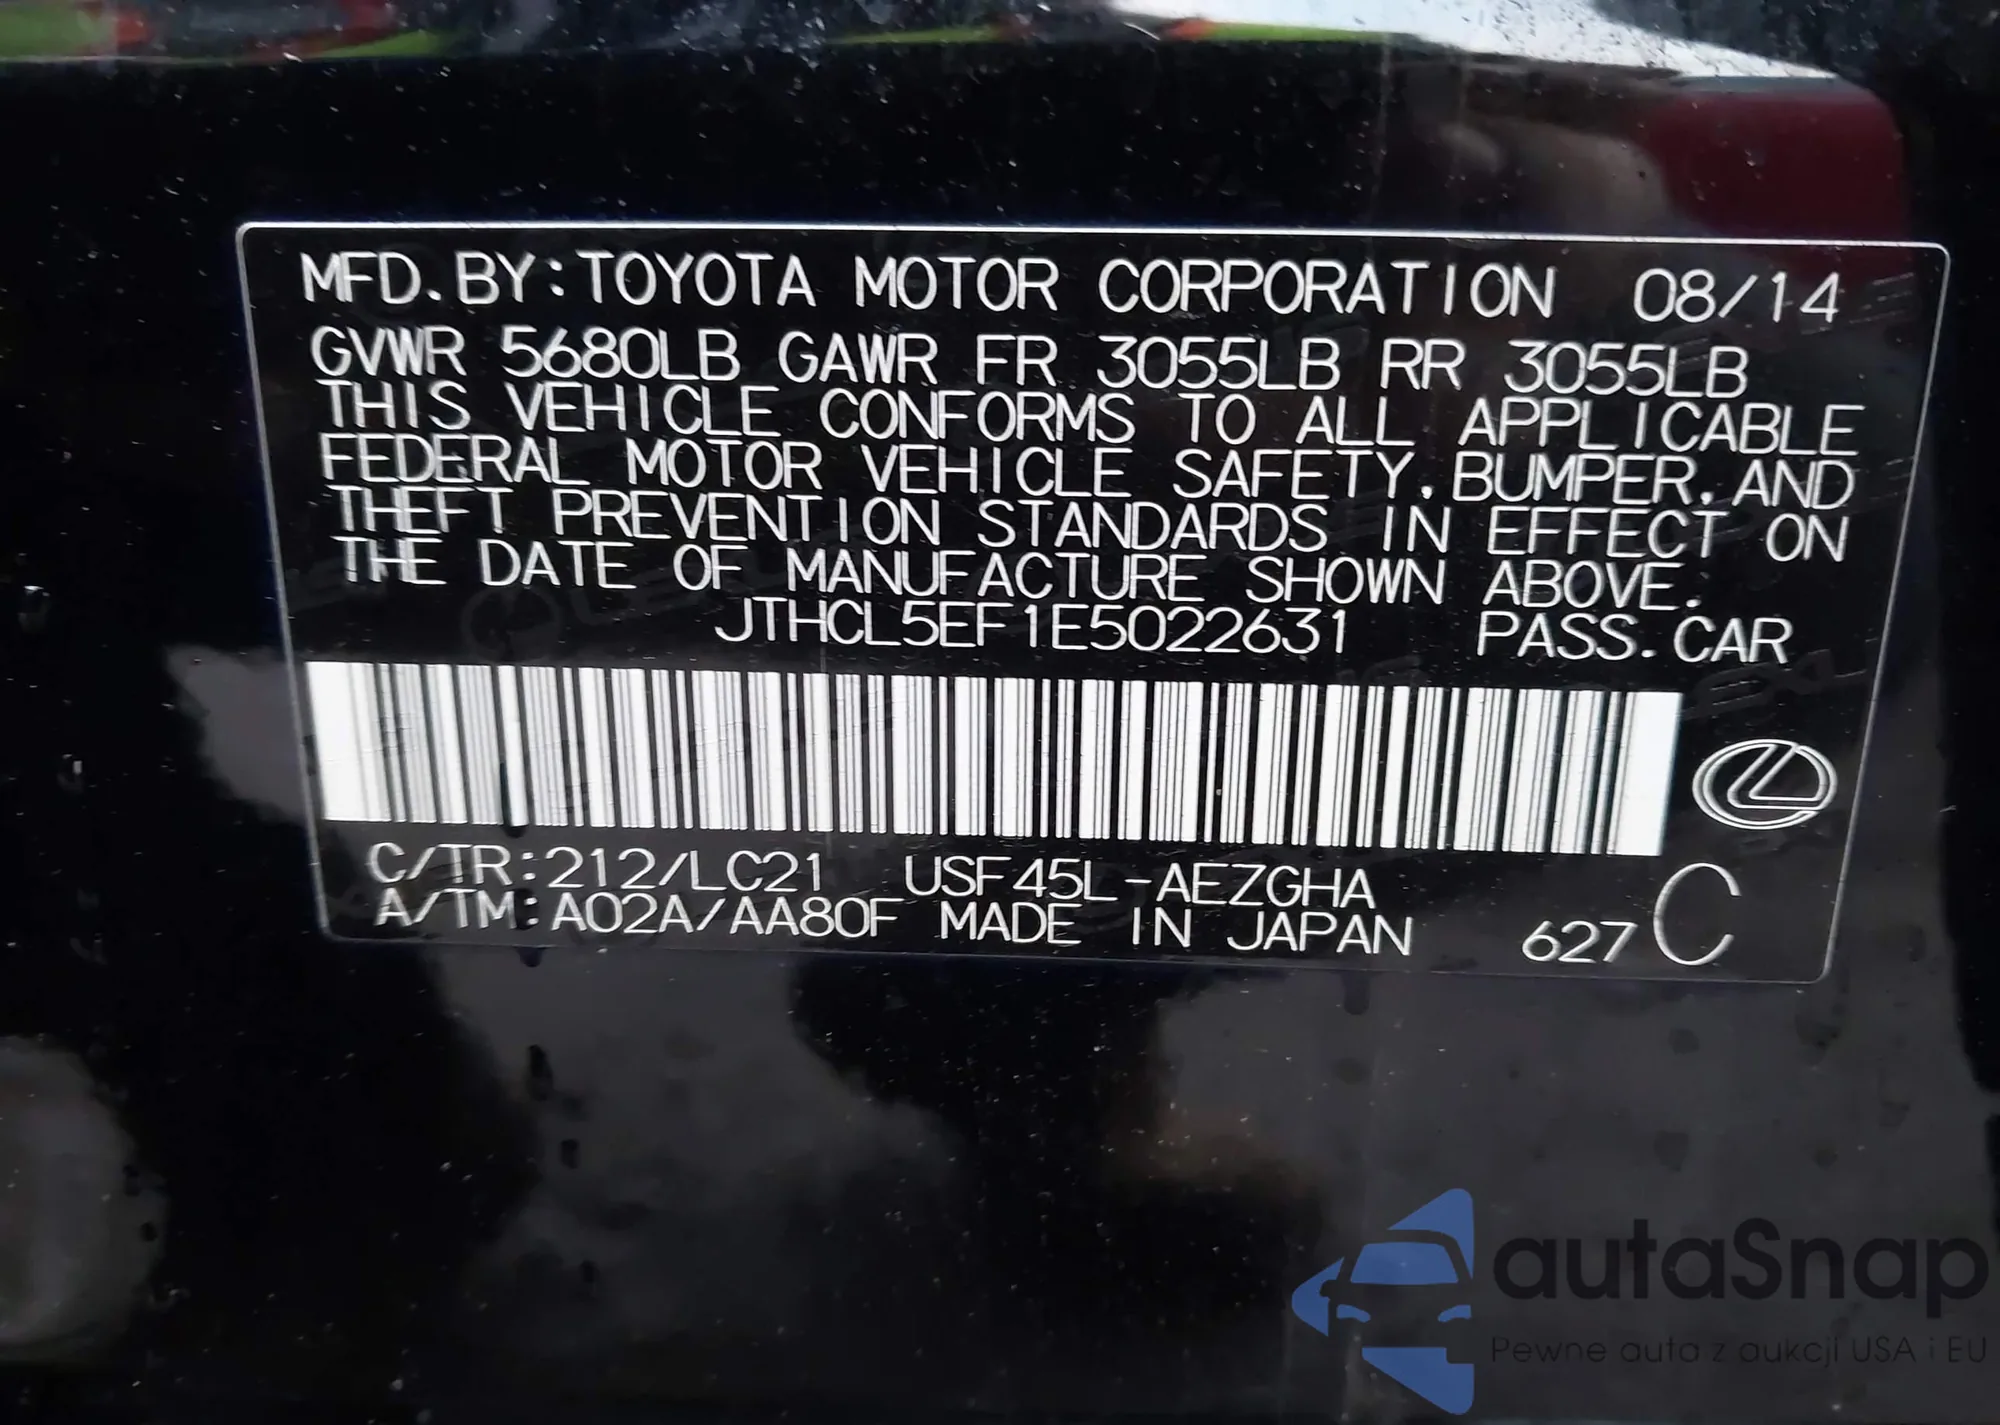 MFD. BY: TOYOTA MOTOR CORPORATION 08/14
GVWR 5680LB GAWR FR 3055LB RR 3055LB
THIS VEHICLE CONFORMS TO ALL APPLICABLE
FEDERAL MOTOR VEHICLE SAFETY, BUMPER, AND
THEFT PREVENTION STANDARDS IN EFFECT ON
THE DATE OF MANUFACTURE SHOWN ABOVE.
JTHCL5EF1E5022631 PASS. CAR
C/TR: 212/LC21 USF45L-AEZGHA
A/TM: A02A/AA80F MADE IN JAPAN 627 C
autaSnap
Pewne auta z aukcji USA i EU